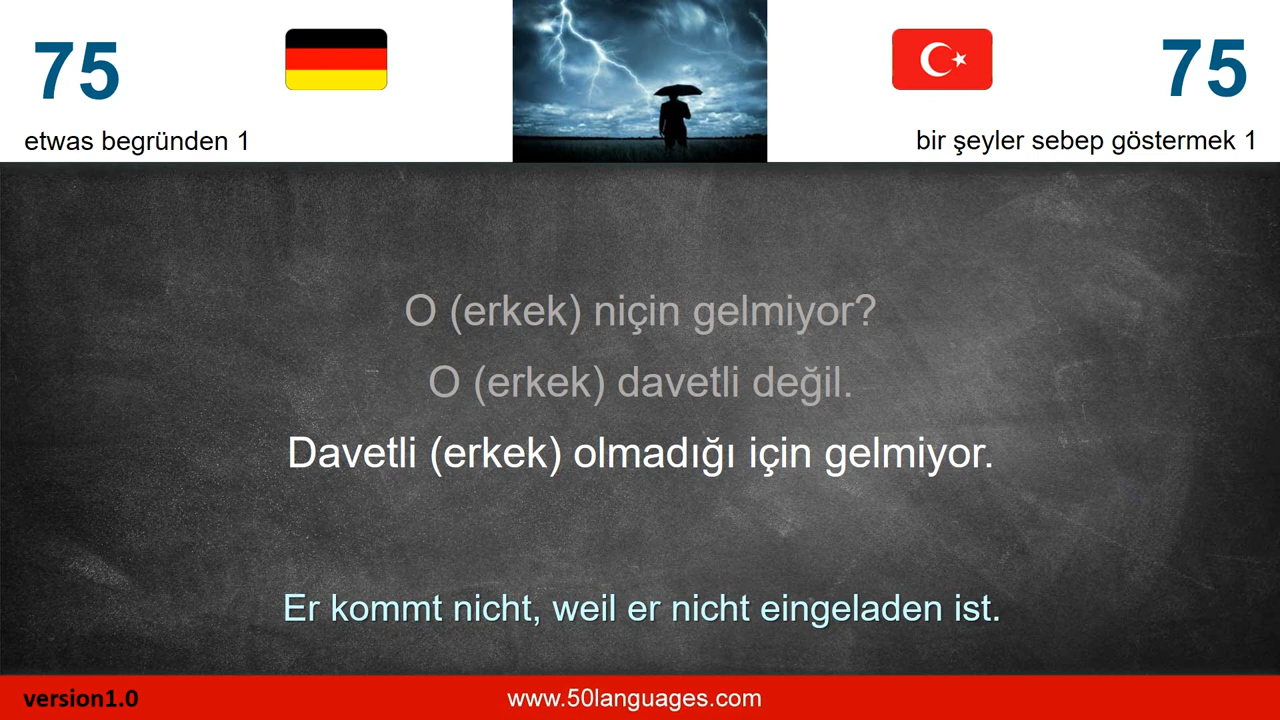 75
75
etwas begründen 1
bir şeyler sebep göstermek 1
O (erkek) niçin gelmiyor?
O (erkek) davetli değil.
Davetli (erkek) olmadığı için gelmiyor.
Er kommt nicht, weil er nicht eingeladen ist.
version1.0
www.50languages.com